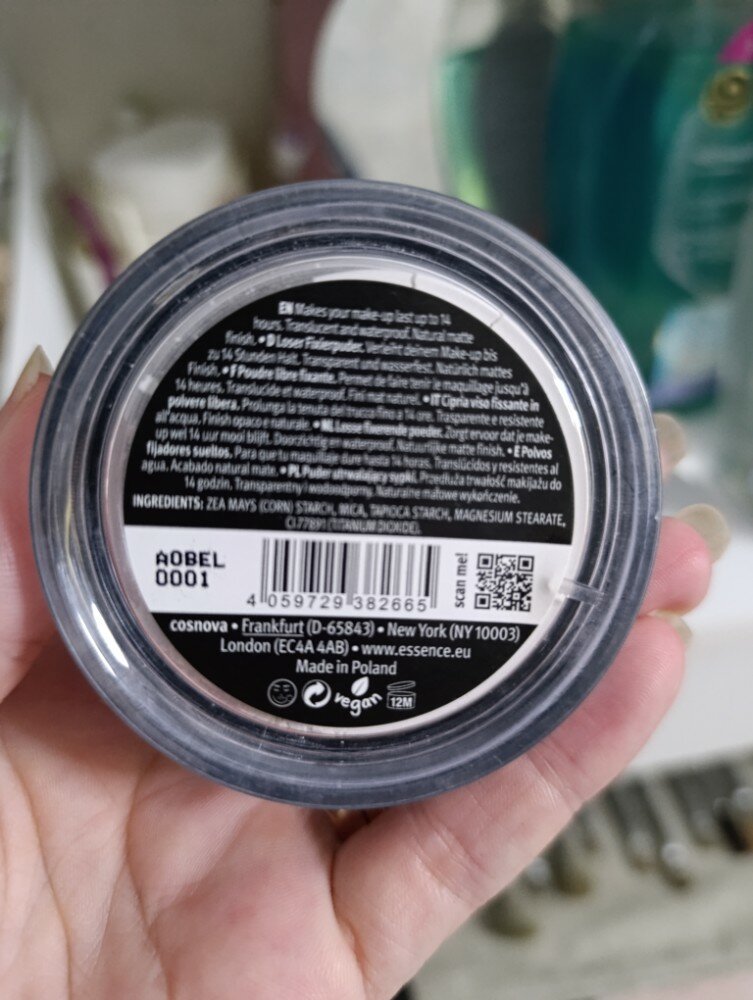 EN Makes your make-up last up to 14
hours. Translucent and waterproof. Natural matte
finish. • D Loser Fixierpuder. Verleiht deinem Make-up bis
zu 14 Stunden Halt. Transparent und wasserfest. Natürlich mattes
Finish. • F Poudre libre fixante. Permet de faire tenir le maquillage jusqu'à
14 heures. Translucide et waterproof. Fini mat naturel. • IT Cipria viso fissante in
polvere libera. Prolunga la tenuta del trucco fino a 14 ore. Trasparente e resistente
all'acqua. Finish opaco e naturale. • NL Losse fixerende poeder. Zorgt ervoor dat je make-
up wel 14 uur mooi blijft. Doorzichtig en waterproof. Natuurlijke matte finish. • E Polvos
fijadores sueltos. Para que tu maquillaje dure hasta 14 horas. Translúcidos y resistentes al
agua. Acabado natural mate. • PL Puder utrwalający sypki. Przedłuża trwałość makijażu do
14 godzin. Transparentny i wodoodporny. Naturalne matowe wykończenie.
INGREDIENTS: ZEA MAYS (CORN) STARCH, MICA, TAPIOCA STARCH, MAGNESIUM STEARATE,
CI 77891 (TITANIUM DIOXIDE).
AOBEL
0001
4 059729 382665
scan me!
cosnova • Frankfurt (D-65843) • New York (NY 10003)
London (EC4A 4AB) • www.essence.eu
Made in Poland
vegan
12M